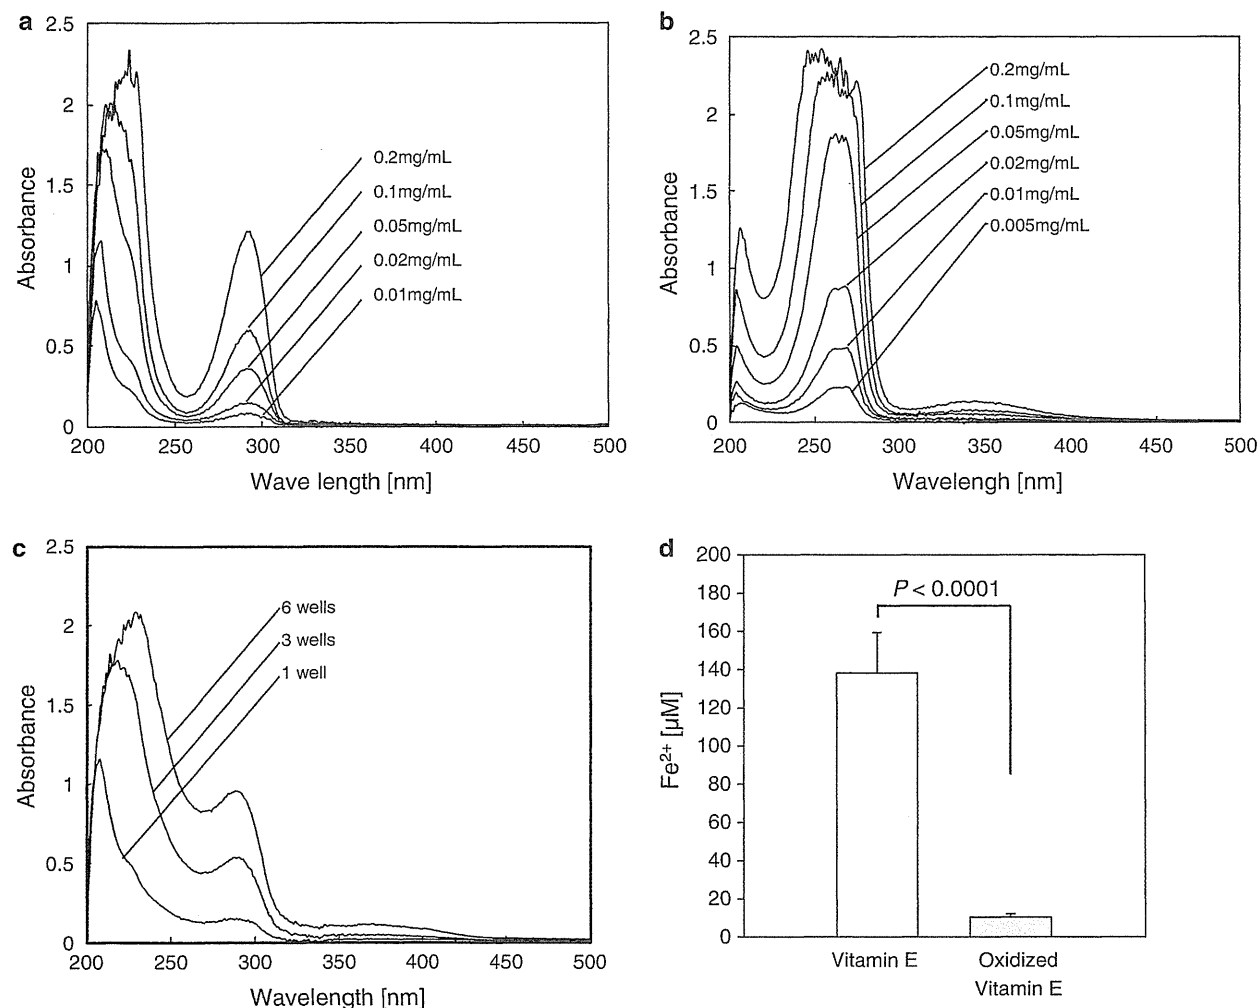 a
2.5
2
1.5
1
0.5
0
Absorbance
0.2mg/mL
0.1mg/mL
0.05mg/mL
0.02mg/mL
0.01mg/mL
200 250 300 350 400 450 500
Wave length [nm]
b
2.5
2
1.5
1
0.5
0
Absorbance
0.2mg/mL
0.1mg/mL
0.05mg/mL
0.02mg/mL
0.01mg/mL
0.005mg/mL
200 250 300 350 400 450 500
Wavelengh [nm]
c
2.5
2
1.5
1
0.5
0
Absorbance
6 wells
3 wells
1 well
200 250 300 350 400 450 500
Wavelength [nm]
d
200
180
160
140
120
100
80
60
40
20
0
Fe²⁺ [µM]
P < 0.0001
Vitamin E
Oxidized
Vitamin E